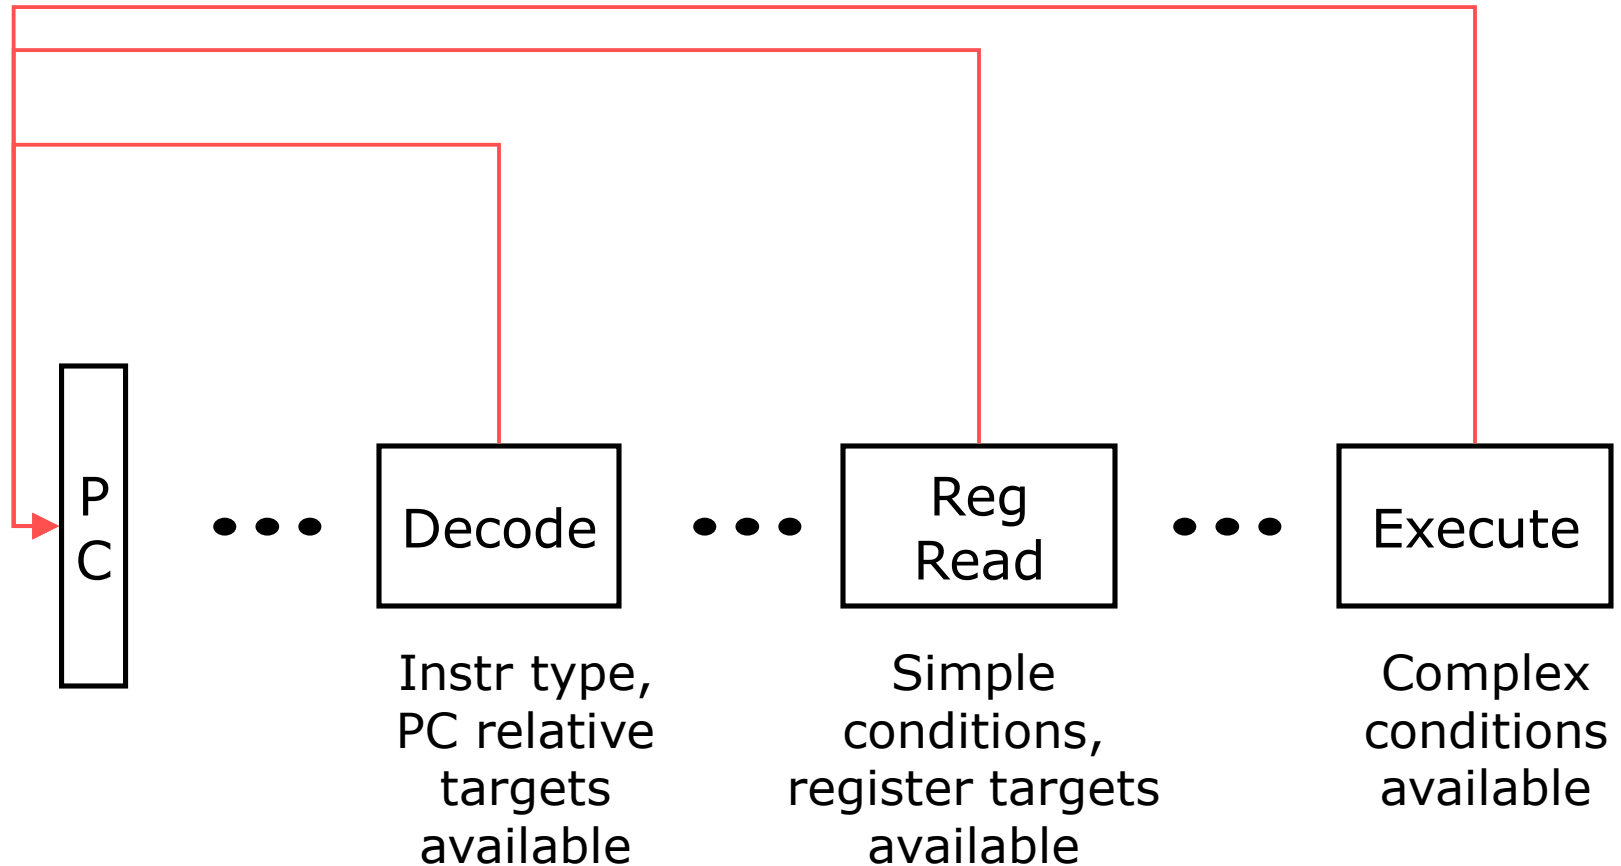 P
C
Decode
Reg
Read
Execute
Instr type,
PC relative
targets
available
Simple
conditions,
register targets
available
Complex
conditions
available